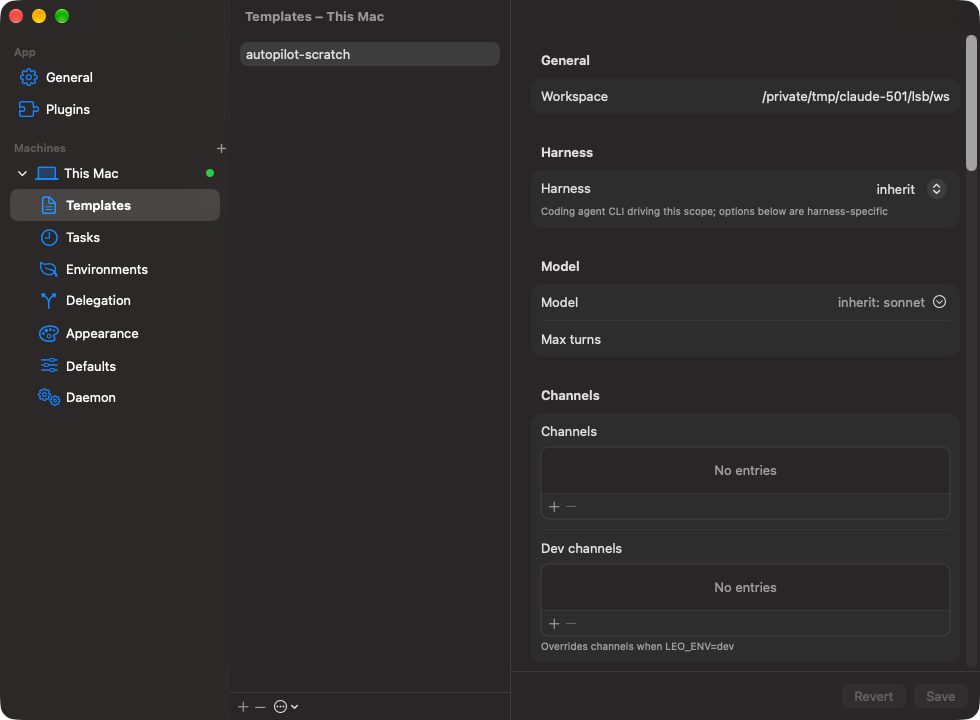 App
General
Plugins
Machines
This Mac
Templates
Tasks
Environments
Delegation
Appearance
Defaults
Daemon
Templates – This Mac
autopilot-scratch
General
Workspace /private/tmp/claude-501/lsb/ws
Harness
Harness inherit
Coding agent CLI driving this scope; options below are harness-specific
Model
Model inherit: sonnet
Max turns
Channels
Channels
No entries
Dev channels
No entries
Overrides channels when LEO_ENV=dev
Revert Save